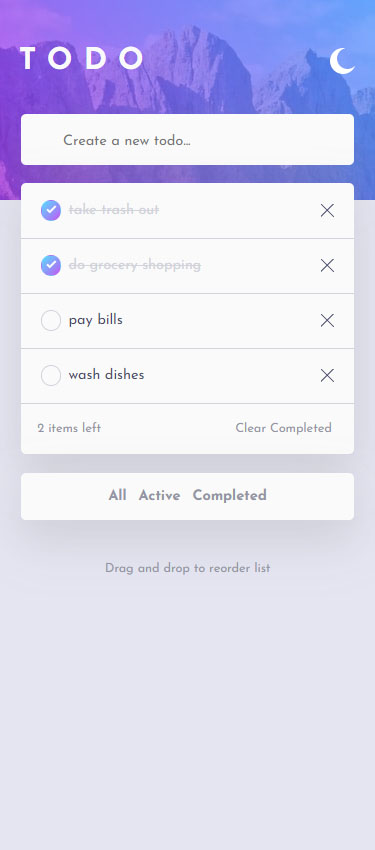 TODO
Create a new todo...
take trash out
do grocery shopping
pay bills
wash dishes
2 items left Clear Completed
All Active Completed
Drag and drop to reorder list